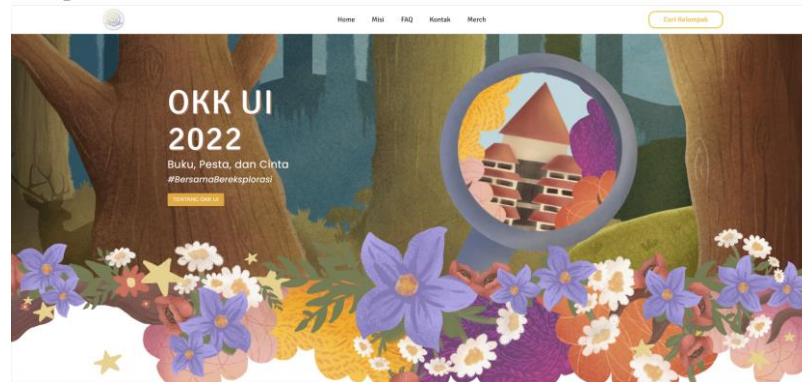 Home Misi FAQ Kontak Merch
Cari Kelompok
OKK UI
2022
Buku, Pesta, dan Cinta
#BersamaBereksplorasi
TENTANG OKK UI